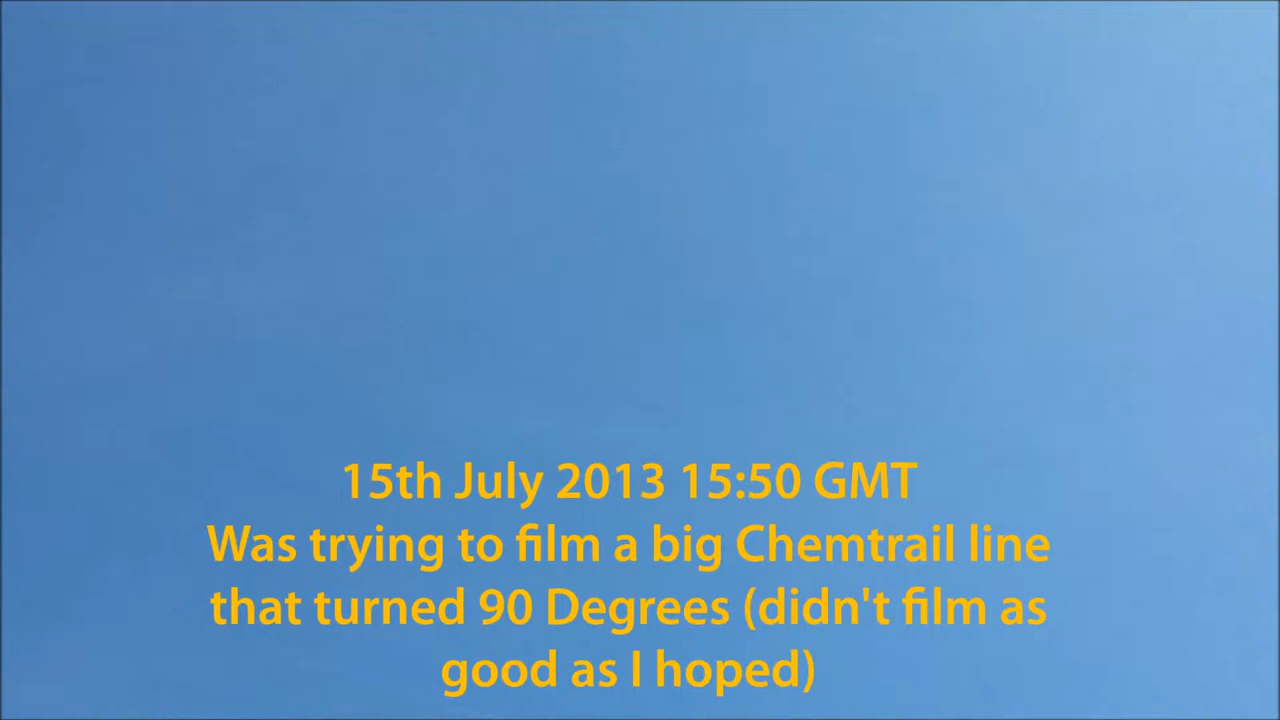 15th July 2013 15:50 GMT
Was trying to film a big Chemtrail line
that turned 90 Degrees (didn't film as
good as I hoped)